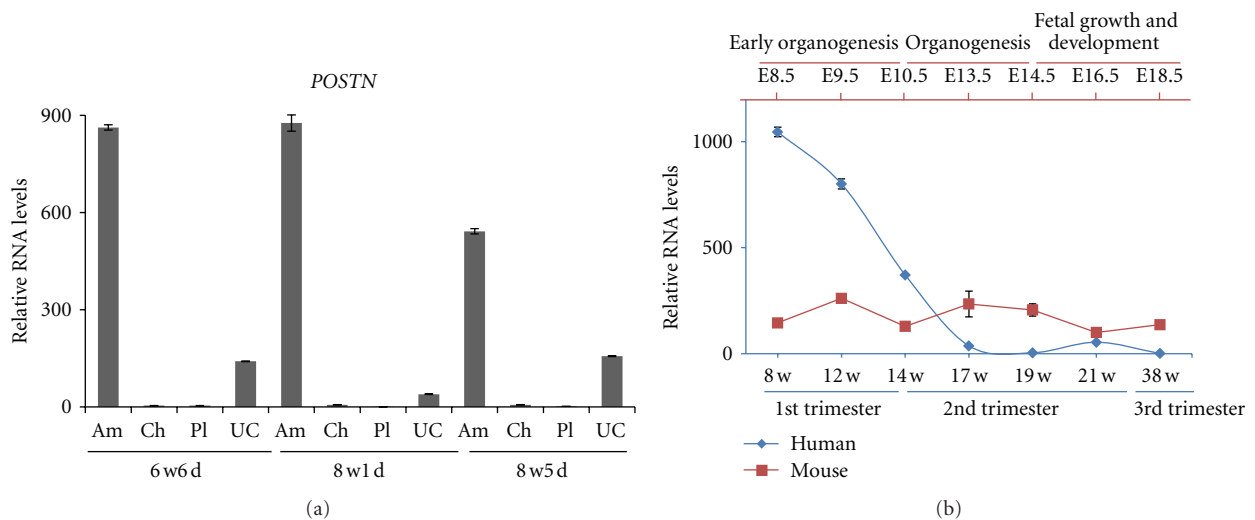 POSTN
Relative RNA levels
900
600
300
0
Am Ch Pl UC Am Ch Pl UC Am Ch Pl UC
6 w6 d 8 w1 d 8 w5 d
(a)
Fetal growth and
Early organogenesis Organogenesis development
E8.5 E9.5 E10.5 E13.5 E14.5 E16.5 E18.5
Relative RNA levels
1000
500
0
8 w 12 w 14 w 17 w 19 w 21 w 38 w
1st trimester 2nd trimester 3rd trimester
Human
Mouse
(b)